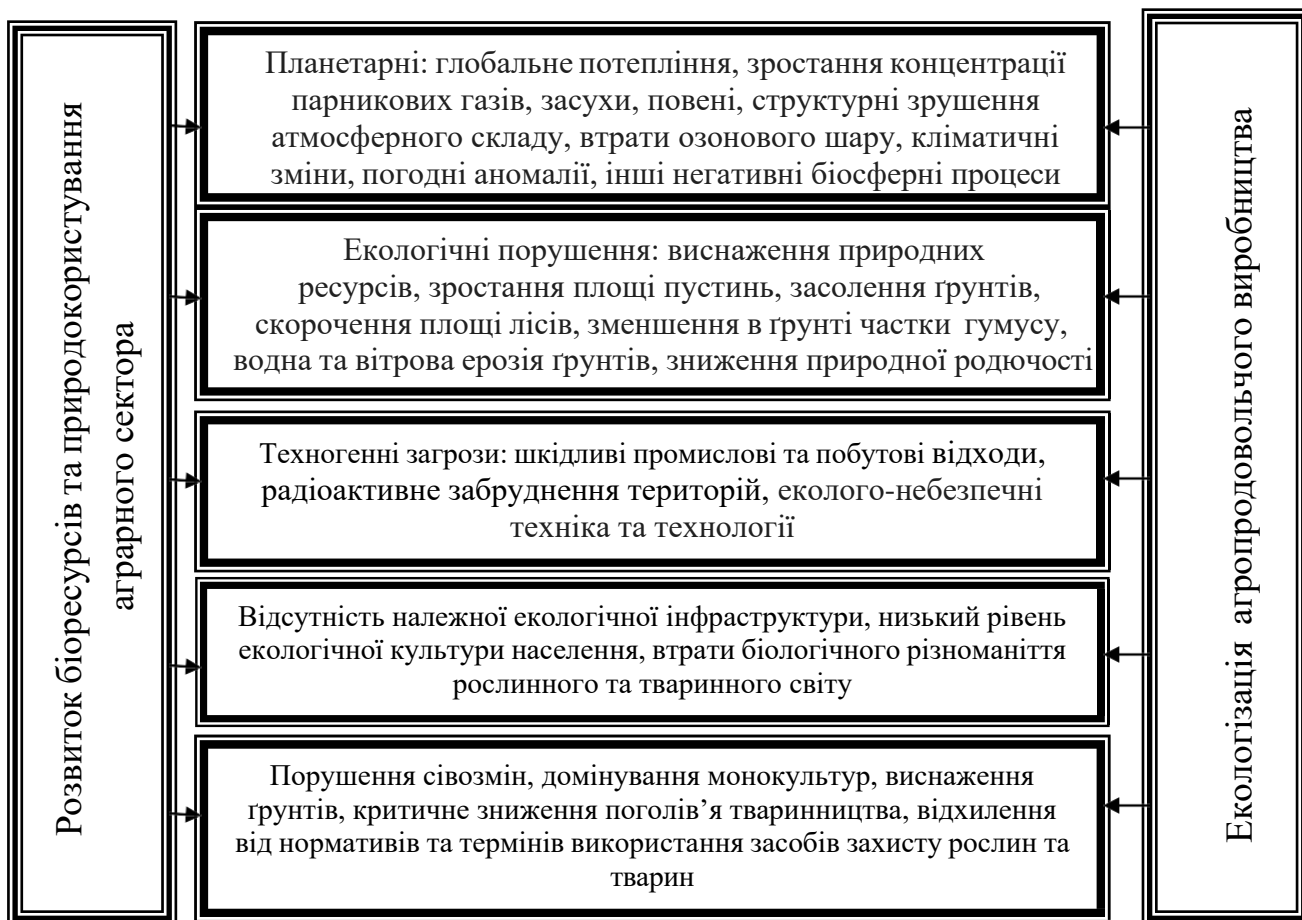 Розвиток біоресурсів та природокористування
аграрного сектора
Планетарні: глобальне потепління, зростання концентрації
парникових газів, засухи, повені, структурні зрушення
атмосферного складу, втрати озонового шару, кліматичні
зміни, погодні аномалії, інші негативні біосферні процеси
Екологічні порушення: виснаження природних
ресурсів, зростання площі пустинь, засолення ґрунтів,
скорочення площі лісів, зменшення в ґрунті частки гумусу,
водна та вітрова ерозія ґрунтів, зниження природної родючості
Техногенні загрози: шкідливі промислові та побутові відходи,
радіоактивне забруднення територій, еколого-небезпечні
техніка та технології
Відсутність належної екологічної інфраструктури, низький рівень
екологічної культури населення, втрати біологічного різноманіття
рослинного та тваринного світу
Порушення сівозмін, домінування монокультур, виснаження
ґрунтів, критичне зниження поголів’я тваринництва, відхилення
від нормативів та термінів використання засобів захисту рослин та
тварин
Екологізація агропродовольчого виробництва